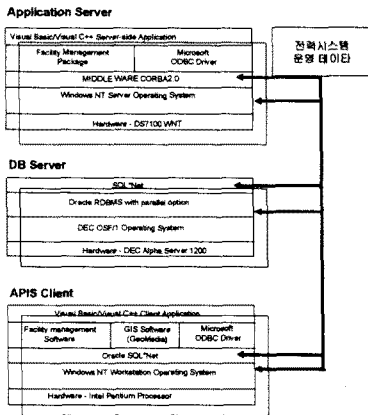 Application Server
Visual Basic/Visual C++ Server-side Application
Facility Management
Package
Microsoft
ODBC Driver
MIDDLE WARE CORBA2.0
Windows NT Server Operating System
Hardware - DS7100 WNT
전력시스템
운영 데이타
DB Server
SQL*Net
Oracle RDBMS with parallel option
DEC OSF/1 Operating System
Hardware - DEC Alpha Server 1200
APIS Client
Visual Basic/Visual C++ Client Application
Facility management
Software
GIS Software
(GeoMedia)
Microsoft
ODBC Driver
Oracle SQL*Net
Windows NT Workstation Operating System
Hardware - Intel Pentium Processor